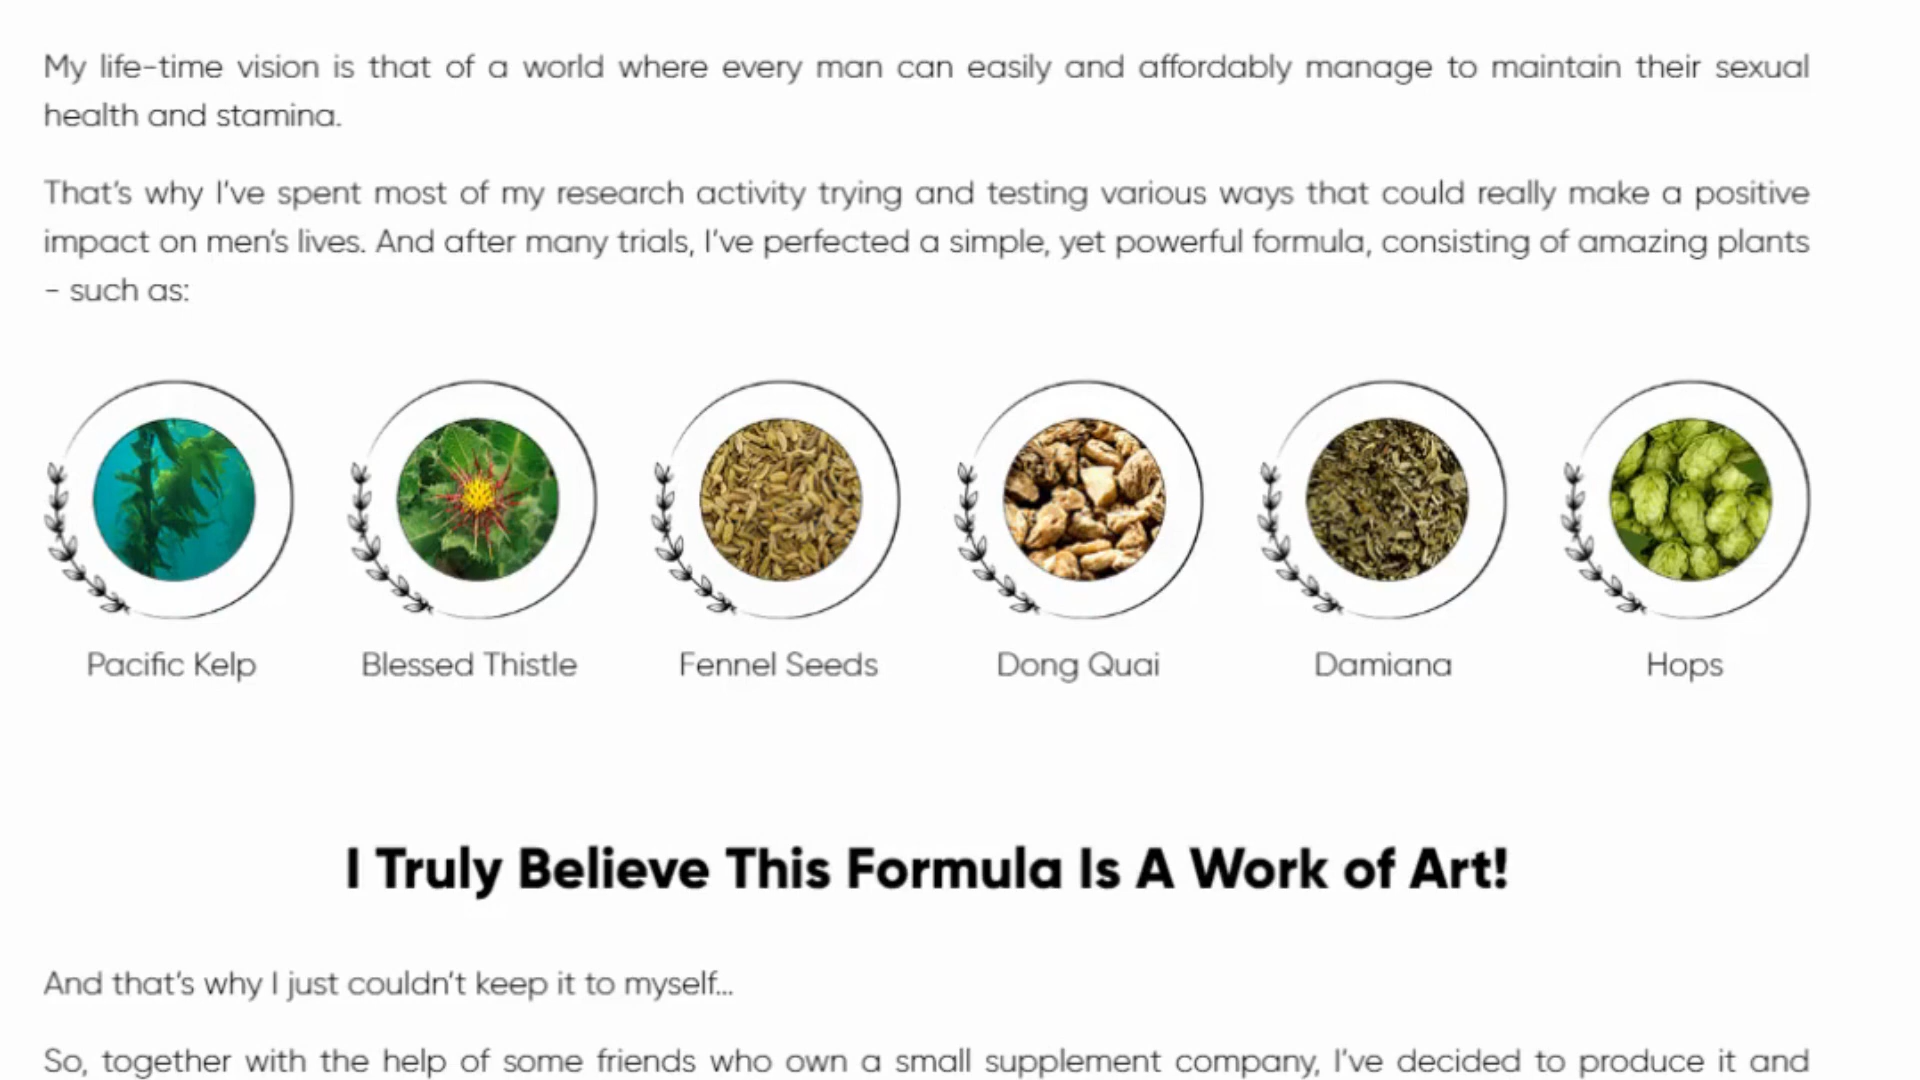 My life-time vision is that of a world where every man can easily and affordably manage to maintain their sexual
health and stamina.
That's why I've spent most of my research activity trying and testing various ways that could really make a positive
impact on men's lives. And after many trials, I've perfected a simple, yet powerful formula, consisting of amazing plants
- such as:
Pacific Kelp
Blessed Thistle
Fennel Seeds
Dong Quai
Damiana
Hops
I Truly Believe This Formula Is A Work of Art!
And that's why I just couldn't keep it to myself...
So, together with the help of some friends who own a small supplement company, I've decided to produce it and